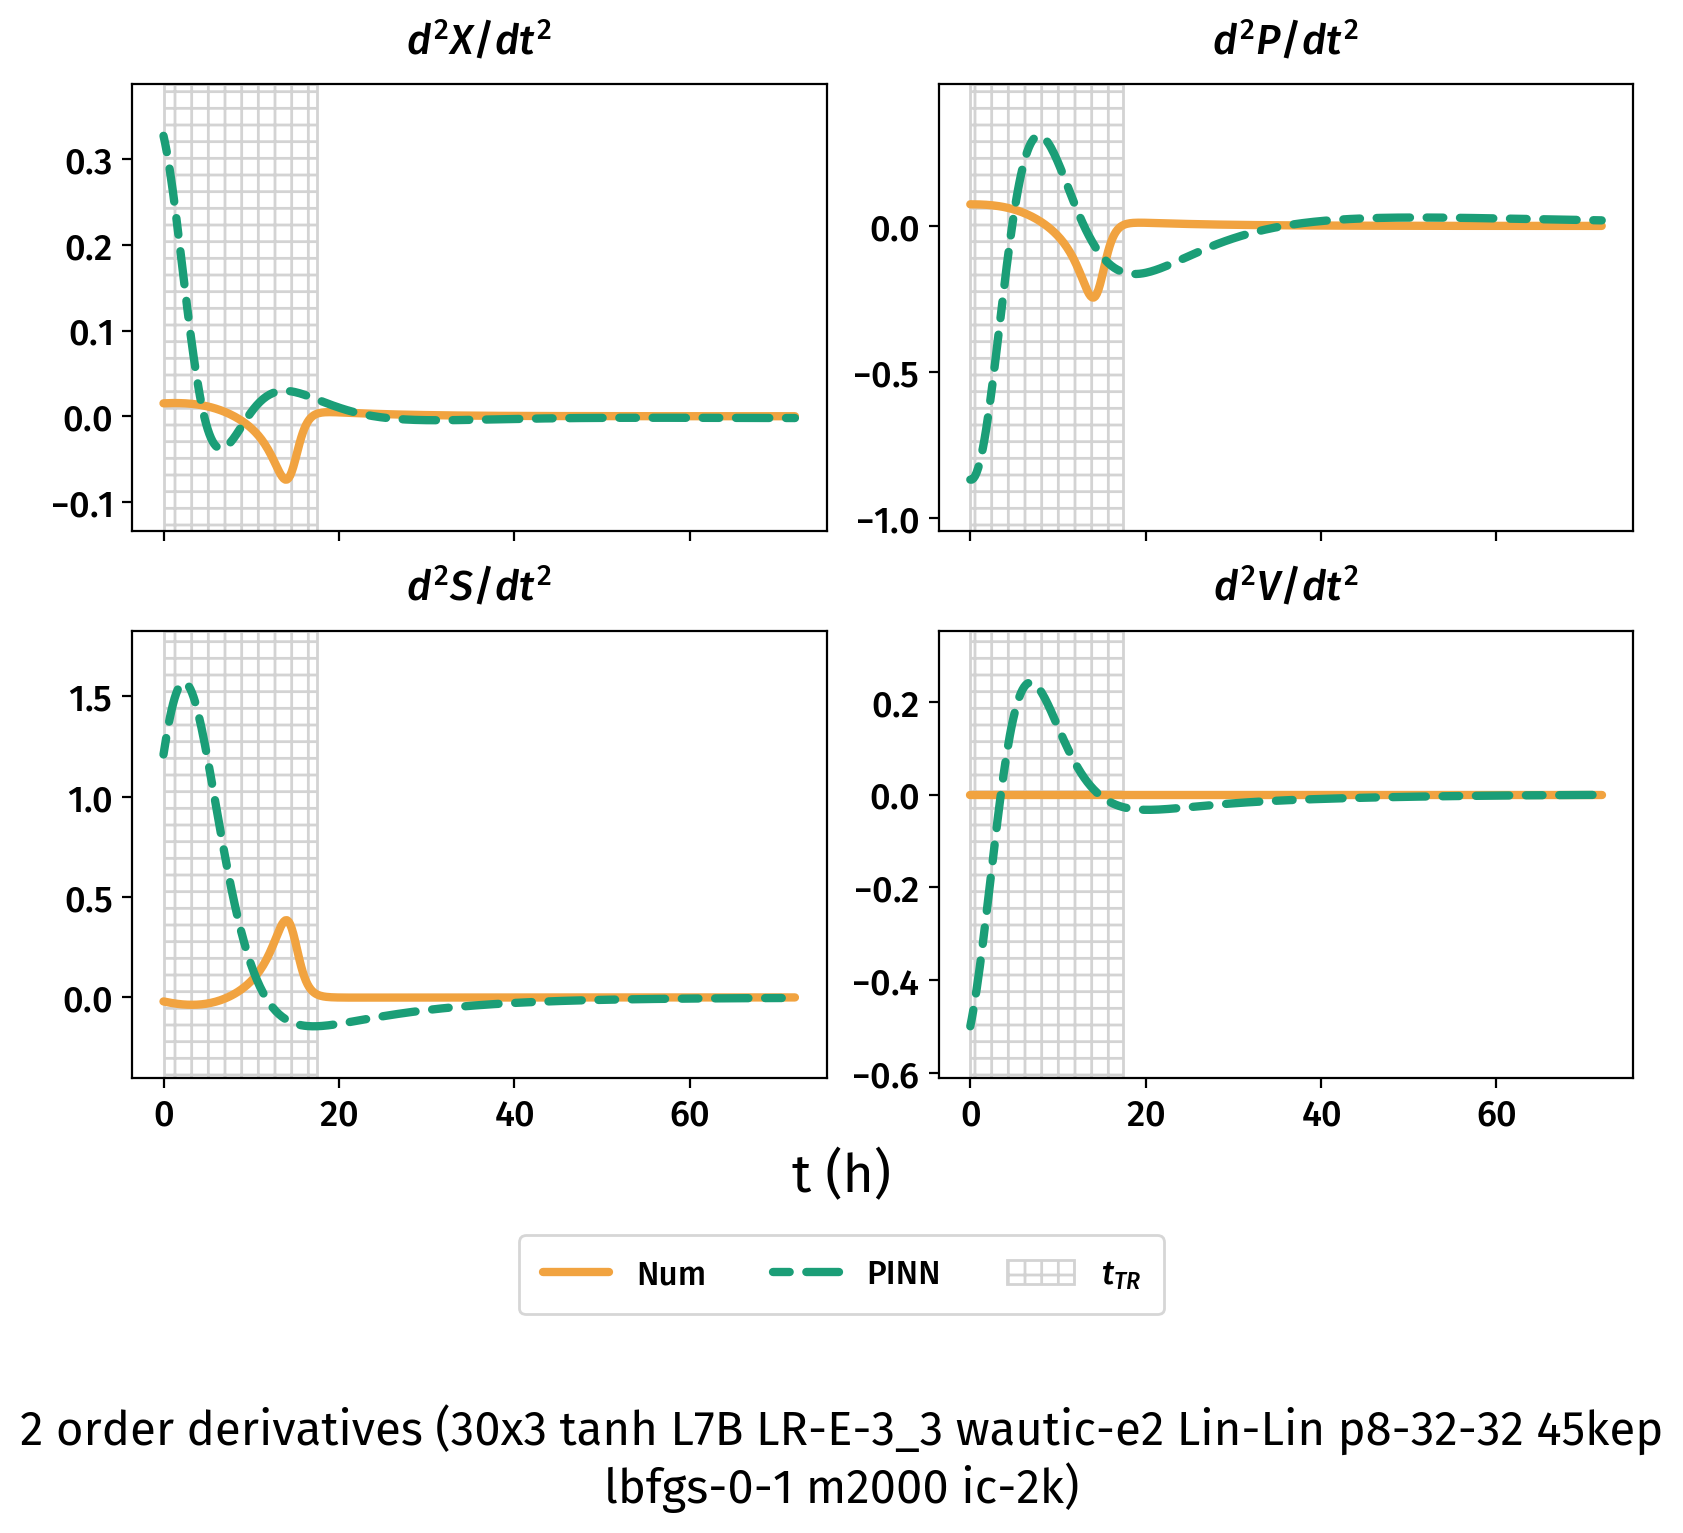 d²X/dt²
d²P/dt²
0.3
0.2
0.1
0.0
−0.1
0.0
−0.5
−1.0
d²S/dt²
d²V/dt²
1.5
1.0
0.5
0.0
0.2
0.0
−0.2
−0.4
−0.6
0 20 40 60
0 20 40 60
t (h)
Num PINN t_TR
2 order derivatives (30x3 tanh L7B LR-E-3_3 wautic-e2 Lin-Lin p8-32-32 45kep
lbfgs-0-1 m2000 ic-2k)